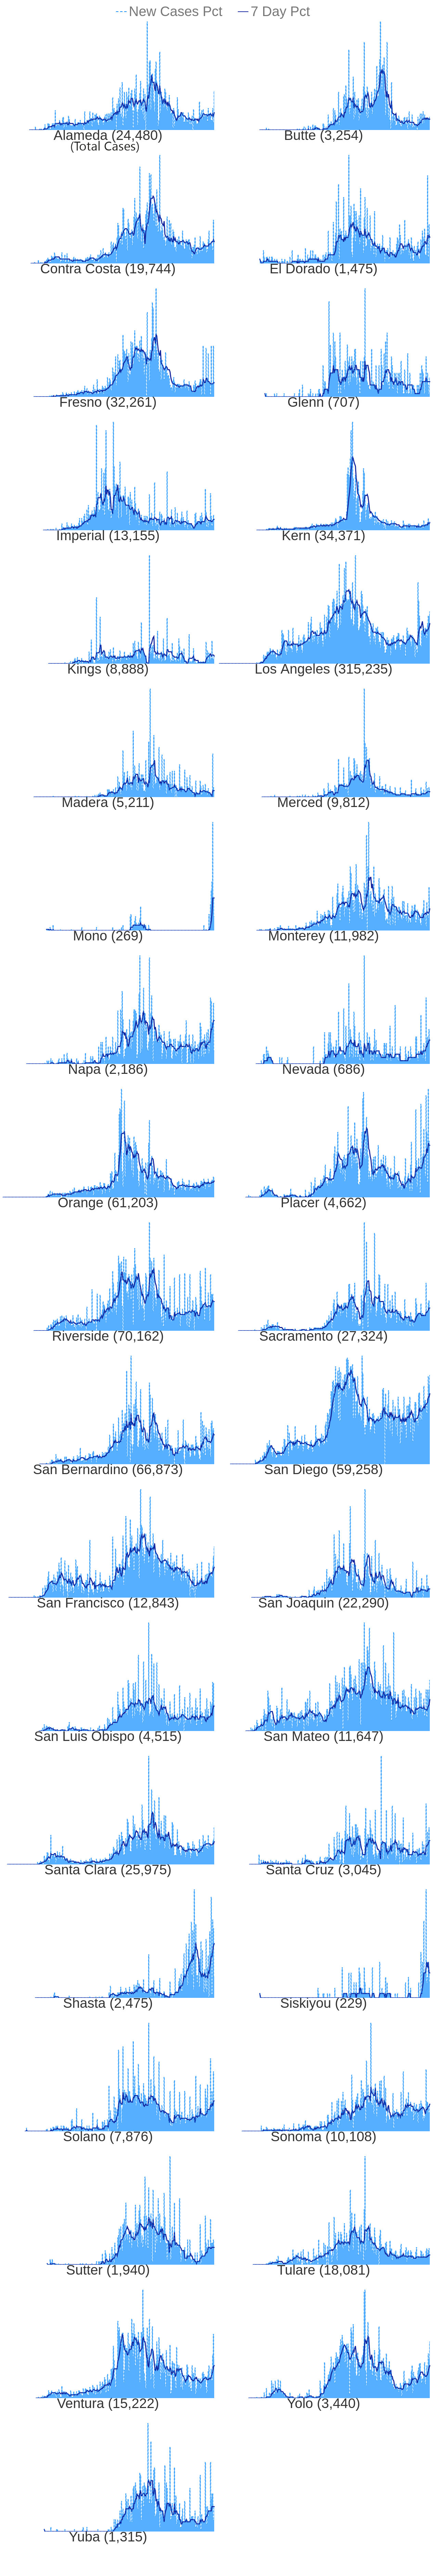 New Cases Pct 7 Day Pct
Alameda (24,480) Butte (3,254)
(Total Cases)
Contra Costa (19,744) El Dorado (1,475)
Fresno (32,261) Glenn (707)
Imperial (13,155) Kern (34,371)
Kings (8,888) Los Angeles (315,235)
Madera (5,211) Merced (9,812)
Mono (269) Monterey (11,982)
Napa (2,186) Nevada (686)
Orange (61,203) Placer (4,662)
Riverside (70,162) Sacramento (27,324)
San Bernardino (66,873) San Diego (59,258)
San Francisco (12,843) San Joaquin (22,290)
San Luis Obispo (4,515) San Mateo (11,647)
Santa Clara (25,975) Santa Cruz (3,045)
Shasta (2,475) Siskiyou (229)
Solano (7,876) Sonoma (10,108)
Sutter (1,940) Tulare (18,081)
Ventura (15,222) Yolo (3,440)
Yuba (1,315)